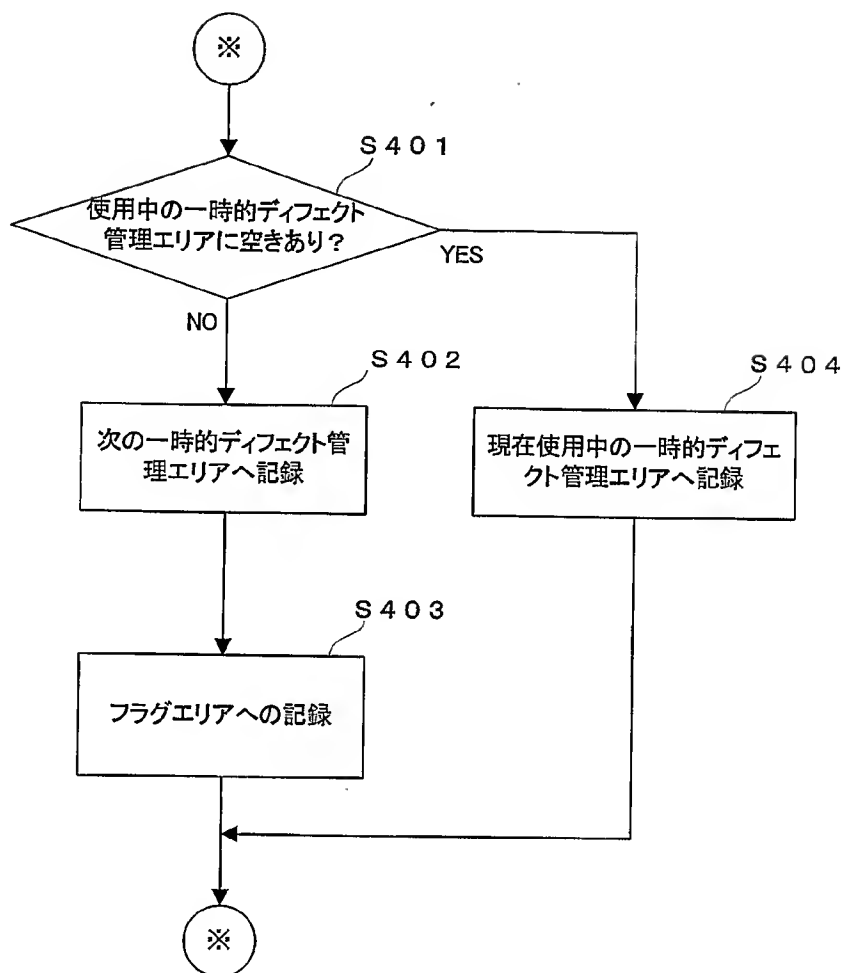 ※
S401
使用中の一時的ディフェクト
管理エリアに空きあり？
YES
NO
S402
次の一時的ディフェクト管
理エリアへ記録
S404
現在使用中の一時的ディフェ
クト管理エリアへ記録
S403
フラグエリアへの記録
※